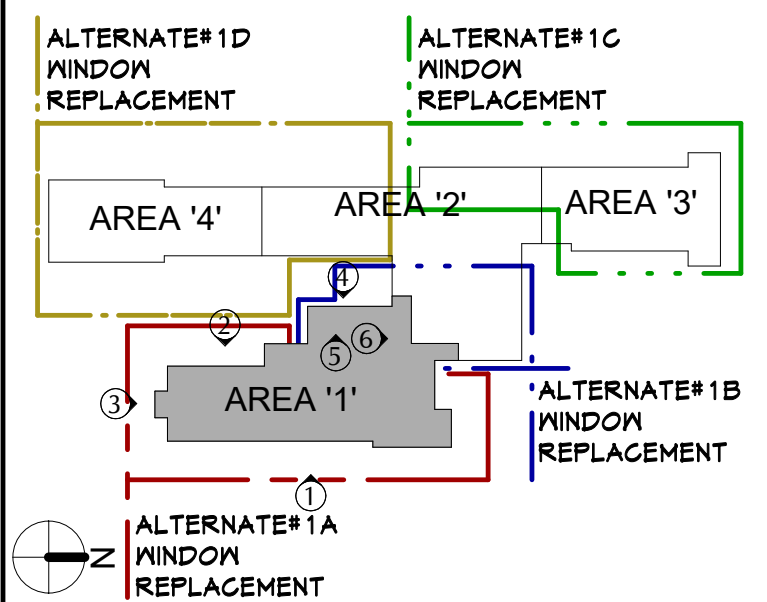 ALTERNATE#1D
WINDOW
REPLACEMENT
ALTERNATE#1C
WINDOW
REPLACEMENT
AREA '4'
AREA '2'
AREA '3'
4
2
5
6
3
AREA '1'
ALTERNATE#1B
WINDOW
REPLACEMENT
1
ALTERNATE#1A
WINDOW
REPLACEMENT
N